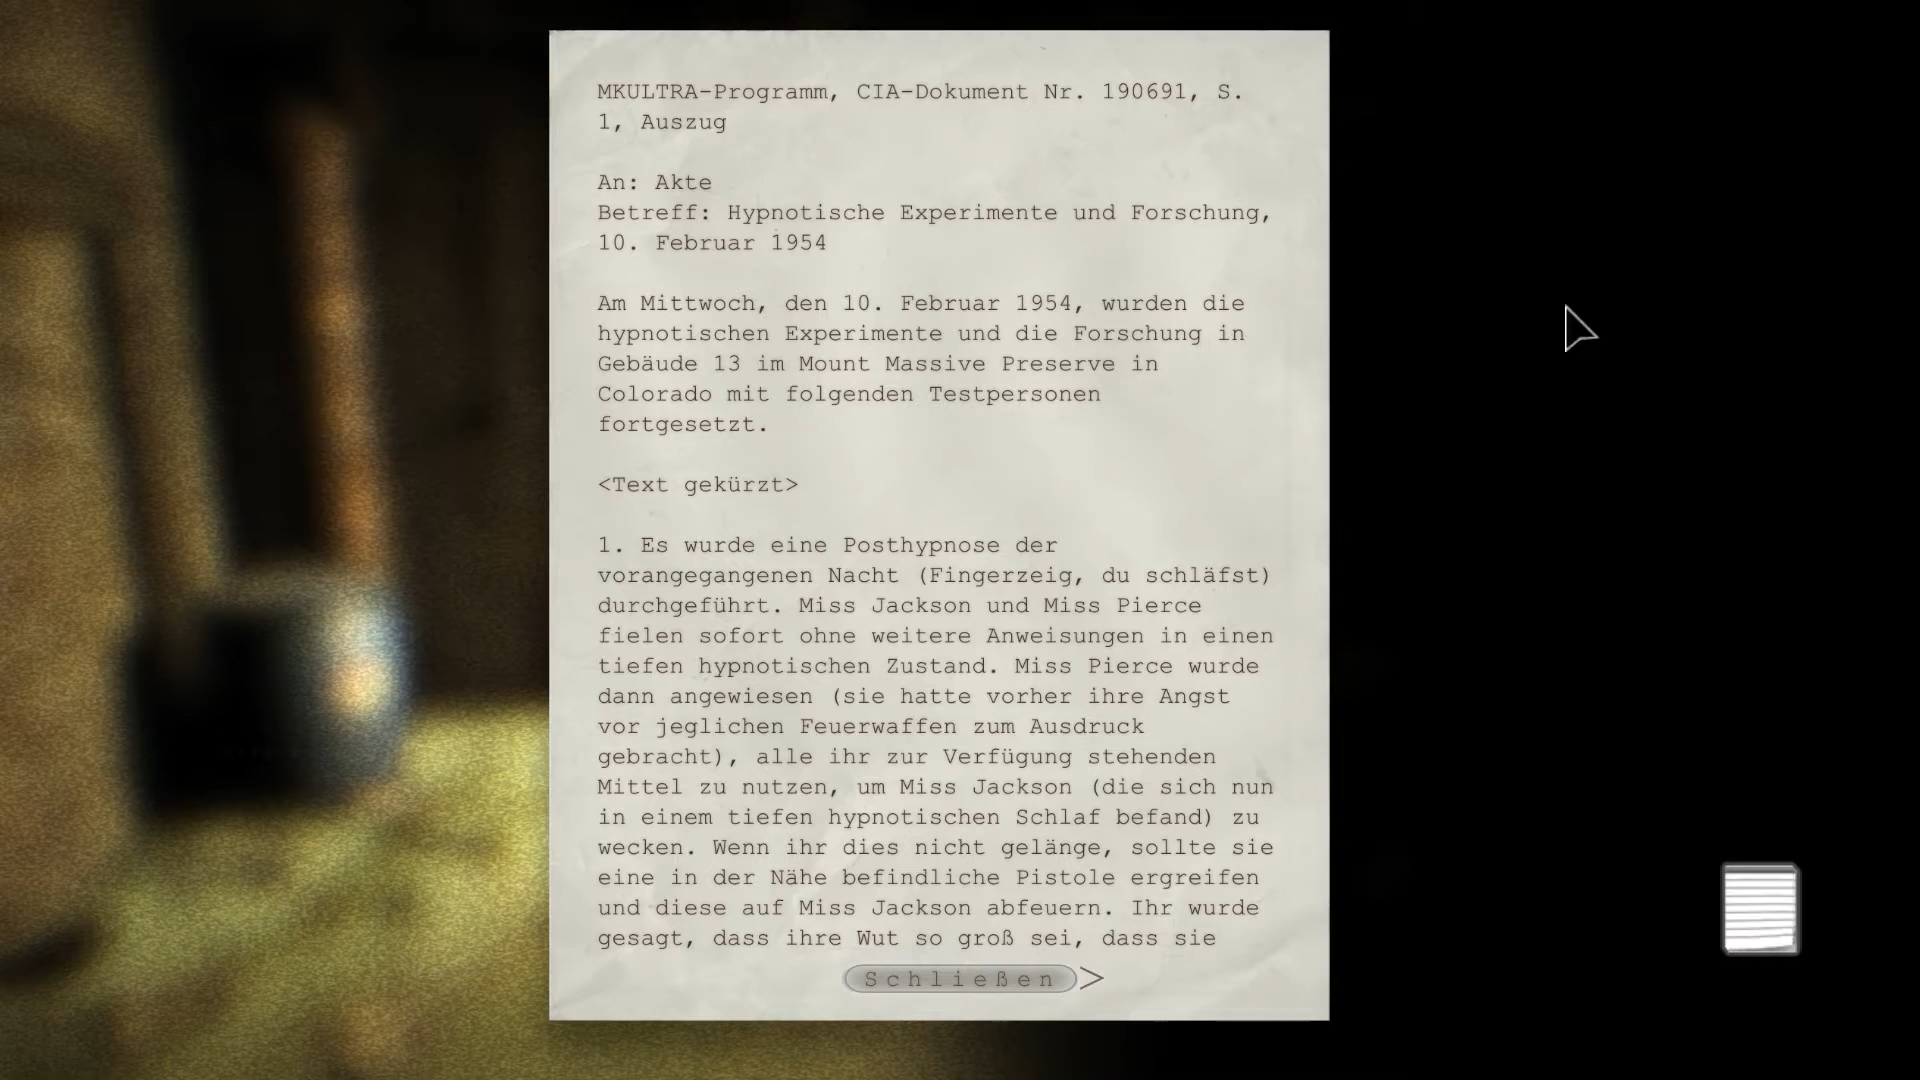 MKULTRA-Programm, CIA-Dokument Nr. 190691, S.
1, Auszug
An: Akte
Betreff: Hypnotische Experimente und Forschung,
10. Februar 1954
Am Mittwoch, den 10. Februar 1954, wurden die
hypnotischen Experimente und die Forschung in
Gebäude 13 im Mount Massive Preserve in
Colorado mit folgenden Testpersonen
fortgesetzt.
<Text gekürzt>
1. Es wurde eine Posthypnose der
vorangegangenen Nacht (Fingerzeig, du schläfst)
durchgeführt. Miss Jackson und Miss Pierce
fielen sofort ohne weitere Anweisungen in einen
tiefen hypnotischen Zustand. Miss Pierce wurde
dann angewiesen (sie hatte vorher ihre Angst
vor jeglichen Feuerwaffen zum Ausdruck
gebracht), alle ihr zur Verfügung stehenden
Mittel zu nutzen, um Miss Jackson (die sich nun
in einem tiefen hypnotischen Schlaf befand) zu
wecken. Wenn ihr dies nicht gelänge, sollte sie
eine in der Nähe befindliche Pistole ergreifen
und diese auf Miss Jackson abfeuern. Ihr wurde
gesagt, dass ihre Wut so groß sei, dass sie
Schließen >